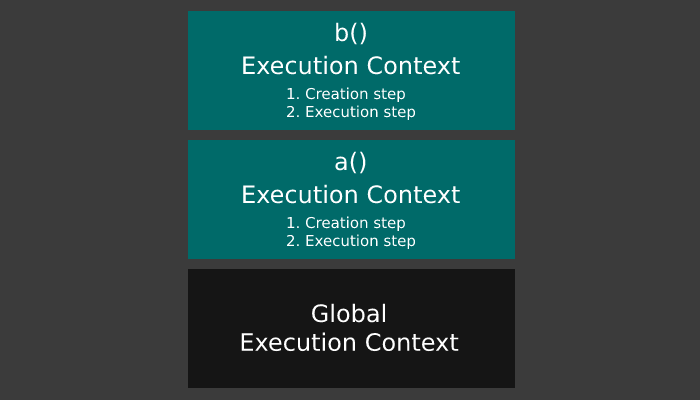 b()
Execution Context
1. Creation step
2. Execution step
a()
Execution Context
1. Creation step
2. Execution step
Global
Execution Context